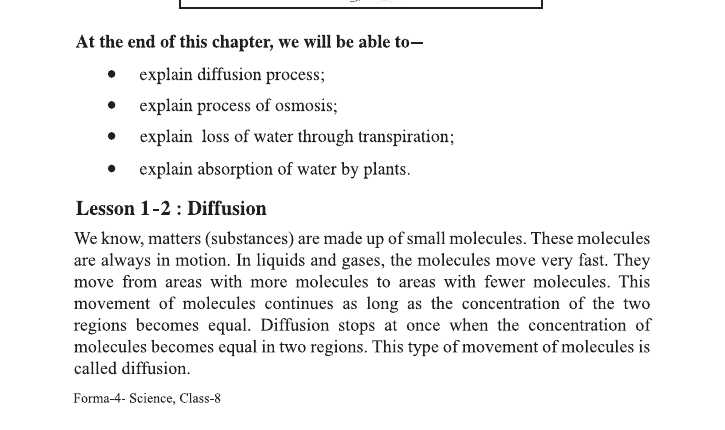 At the end of this chapter, we will be able to—
• explain diffusion process;
• explain process of osmosis;
• explain loss of water through transpiration;
• explain absorption of water by plants.
Lesson 1-2 : Diffusion
We know, matters (substances) are made up of small molecules. These molecules
are always in motion. In liquids and gases, the molecules move very fast. They
move from areas with more molecules to areas with fewer molecules. This
movement of molecules continues as long as the concentration of the two
regions becomes equal. Diffusion stops at once when the concentration of
molecules becomes equal in two regions. This type of movement of molecules is
called diffusion.
Forma-4- Science, Class-8